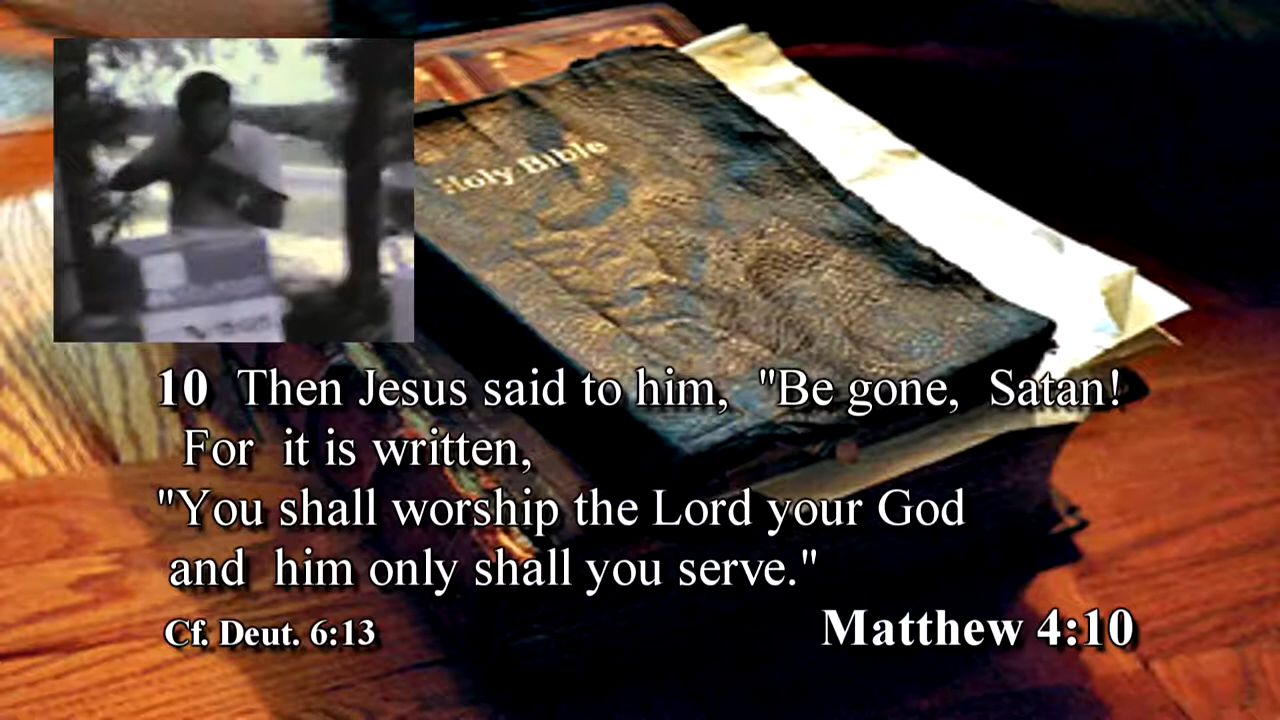 Holy Bible
10 Then Jesus said to him, "Be gone, Satan!
For it is written,
"You shall worship the Lord your God
and him only shall you serve."
Cf. Deut. 6:13
Matthew 4:10